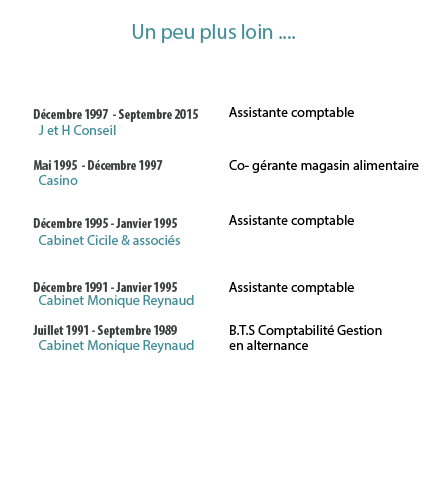 Un peu plus loin ....
Décembre 1997 - Septembre 2015 Assistante comptable
J et H Conseil
Mai 1995 - Décembre 1997 Co- gérante magasin alimentaire
Casino
Décembre 1995 - Janvier 1995 Assistante comptable
Cabinet Cicile & associés
Décembre 1991 - Janvier 1995 Assistante comptable
Cabinet Monique Reynaud
Juillet 1991 - Septembre 1989 B.T.S Comptabilité Gestion
Cabinet Monique Reynaud en alternance